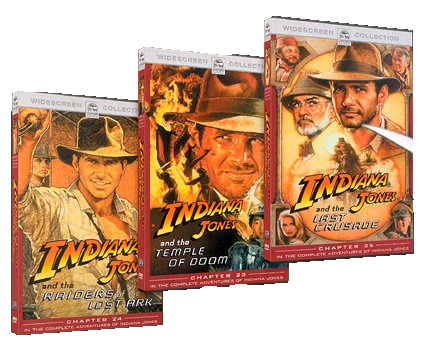 WIDESCREEN COLLECTION
INDIANA
JONES
and the
RAIDERS of the
LOST ARK
CHAPTER 24
IN THE COMPLETE ADVENTURES OF INDIANA JONES
WIDESCREEN COLLECTION
INDIANA
JONES
and the
TEMPLE
OF DOOM
CHAPTER 23
IN THE COMPLETE ADVENTURES OF INDIANA JONES
WIDESCREEN COLLECTION
INDIANA
JONES
and the
LAST
CRUSADE
CHAPTER 25
IN THE COMPLETE ADVENTURES OF INDIANA JONES